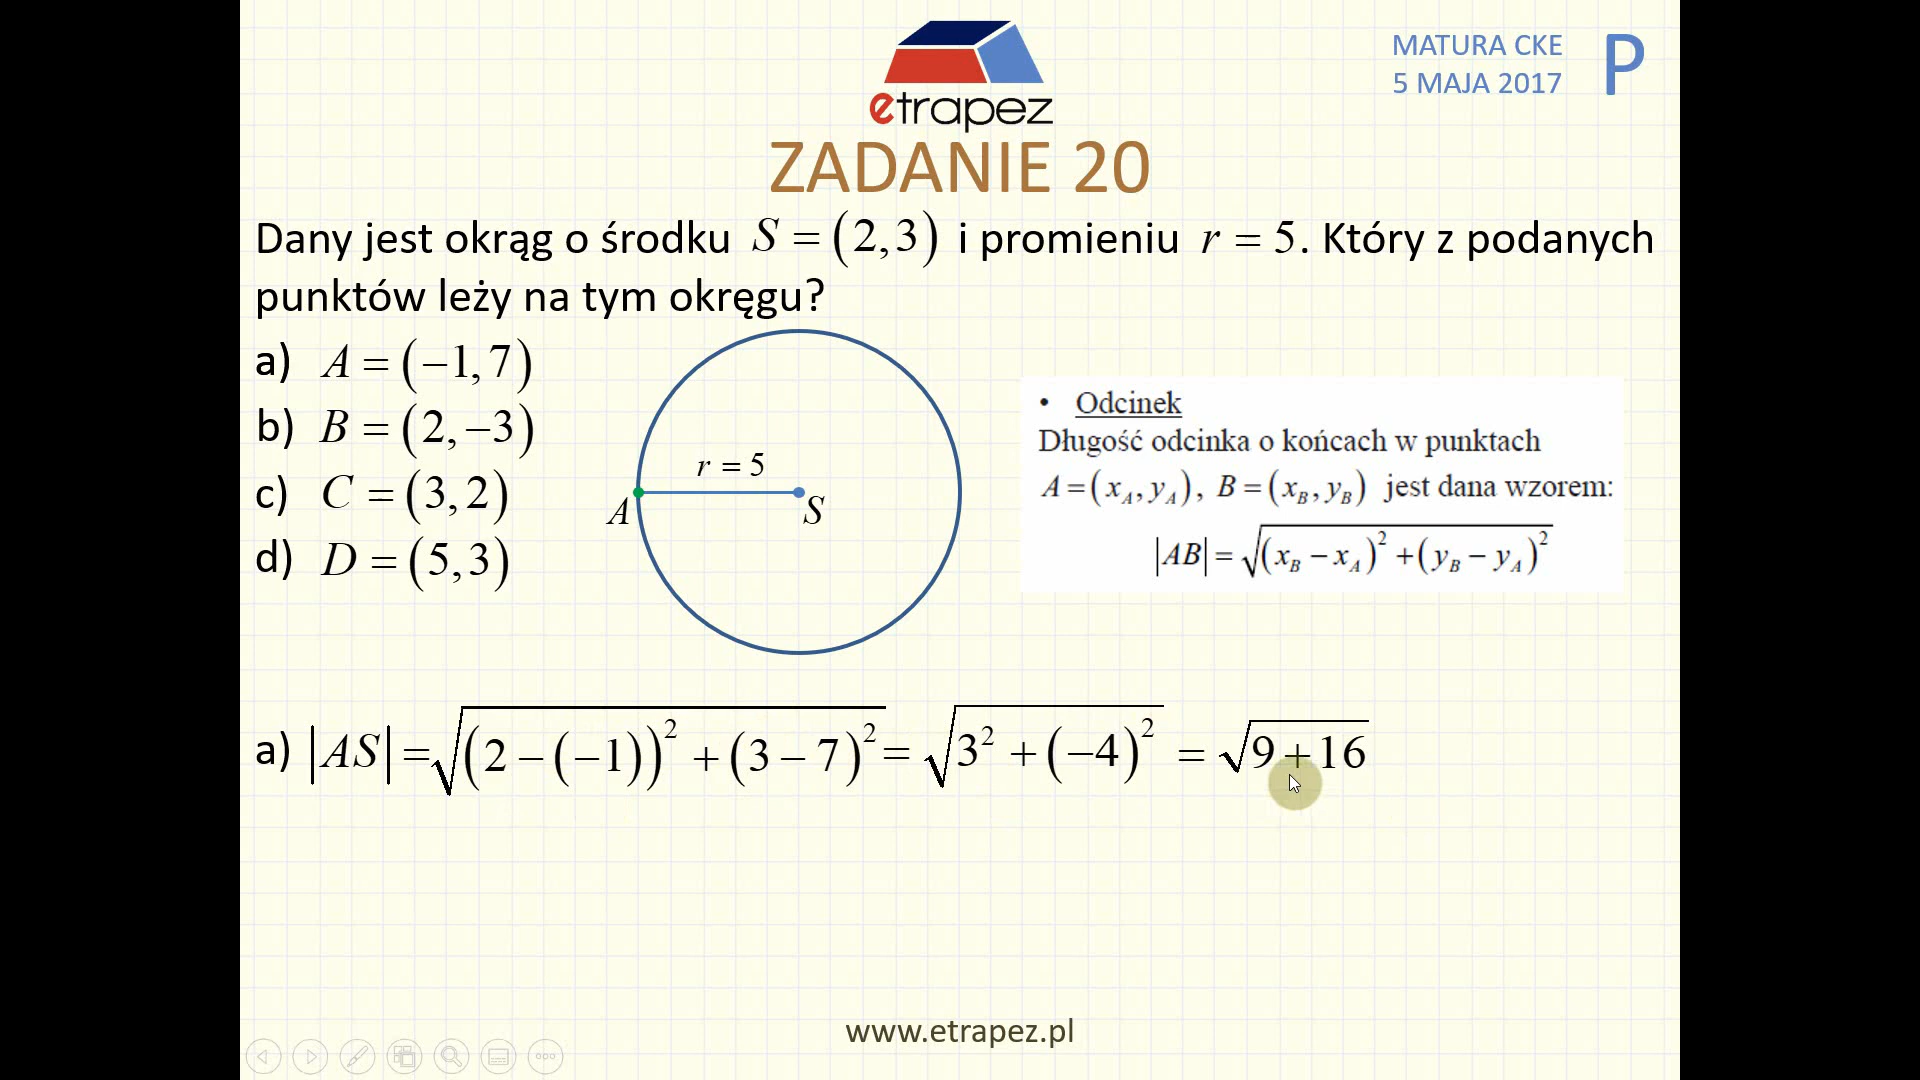 etrapez
MATURA CKE
5 MAJA 2017
P
ZADANIE 20
Dany jest okrąg o środku S = (2,3) i promieniu r = 5. Który z podanych
punktów leży na tym okręgu?
a) A = (−1, 7)
b) B = (2, −3)
c) C = (3, 2)
d) D = (5, 3)
r = 5
A
S
• Odcinek
Długość odcinka o końcach w punktach
A = (x_A, y_A), B = (x_B, y_B) jest dana wzorem:
|AB| = √((x_B − x_A)² + (y_B − y_A)²)
a) |AS| = √((2 − (−1))² + (3 − 7)²) = √(3² + (−4)²) = √(9 + 16)
www.etrapez.pl